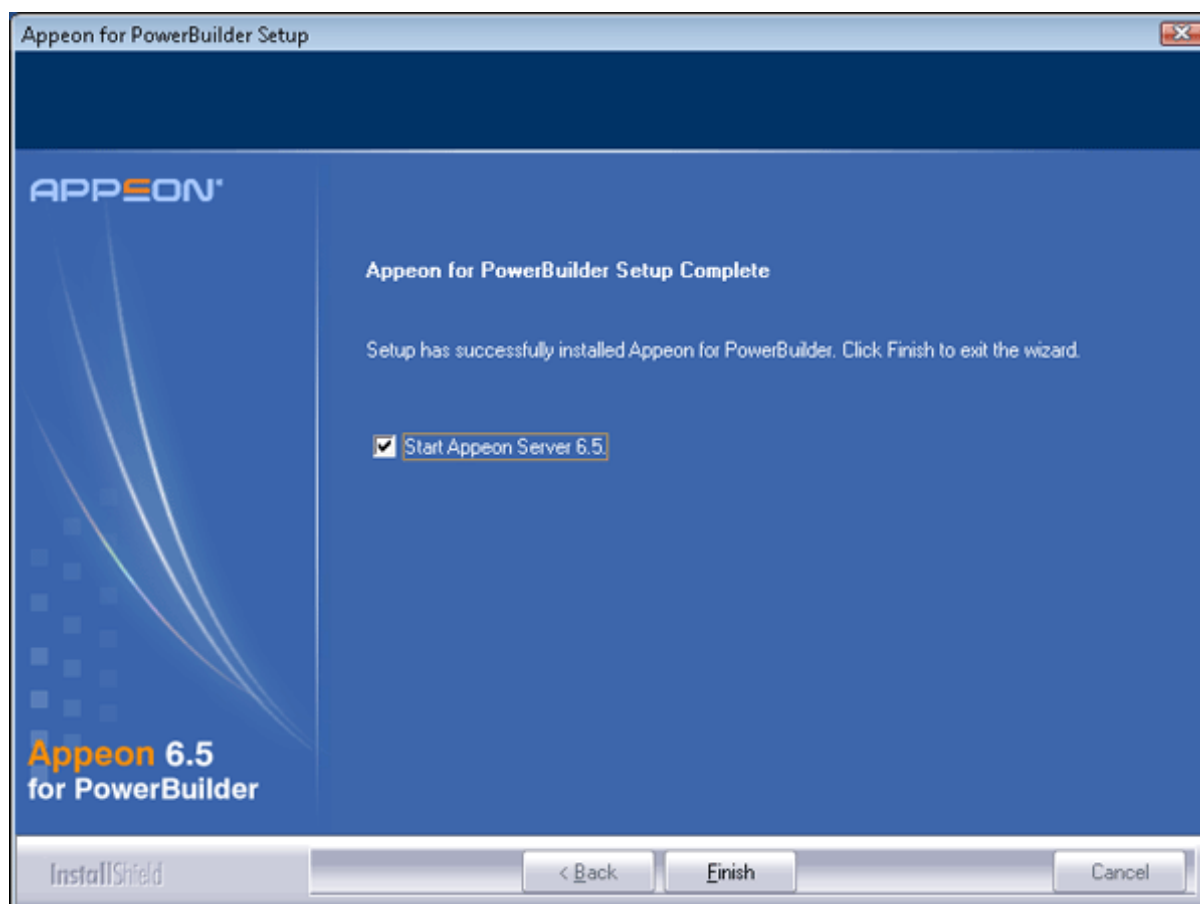 Appeon for PowerBuilder Setup
APPEON
Appeon for PowerBuilder Setup Complete
Setup has successfully installed Appeon for PowerBuilder. Click Finish to exit the wizard.
Start Appeon Server 6.5.
Appeon 6.5
for PowerBuilder
InstallShield
< Back
Finish
Cancel